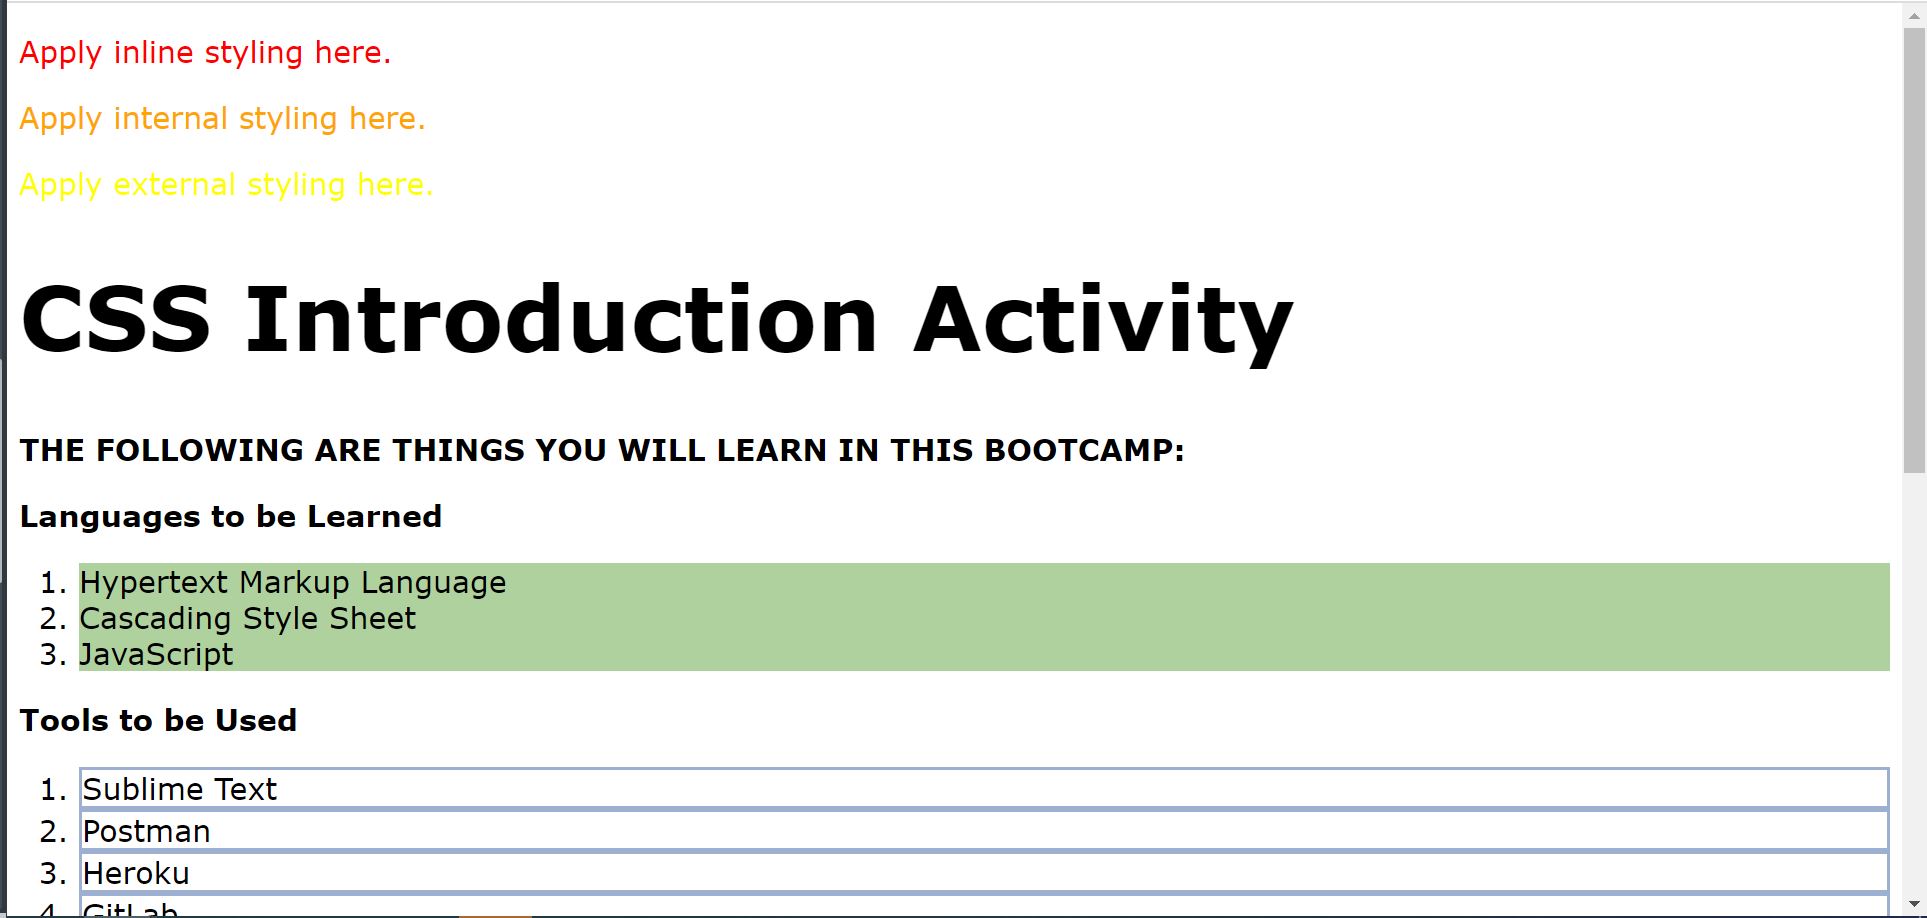 Apply inline styling here.
Apply internal styling here.
Apply external styling here.
CSS Introduction Activity
THE FOLLOWING ARE THINGS YOU WILL LEARN IN THIS BOOTCAMP:
Languages to be Learned
1. Hypertext Markup Language
2. Cascading Style Sheet
3. JavaScript
Tools to be Used
1. Sublime Text
2. Postman
3. Heroku
4. GitLab